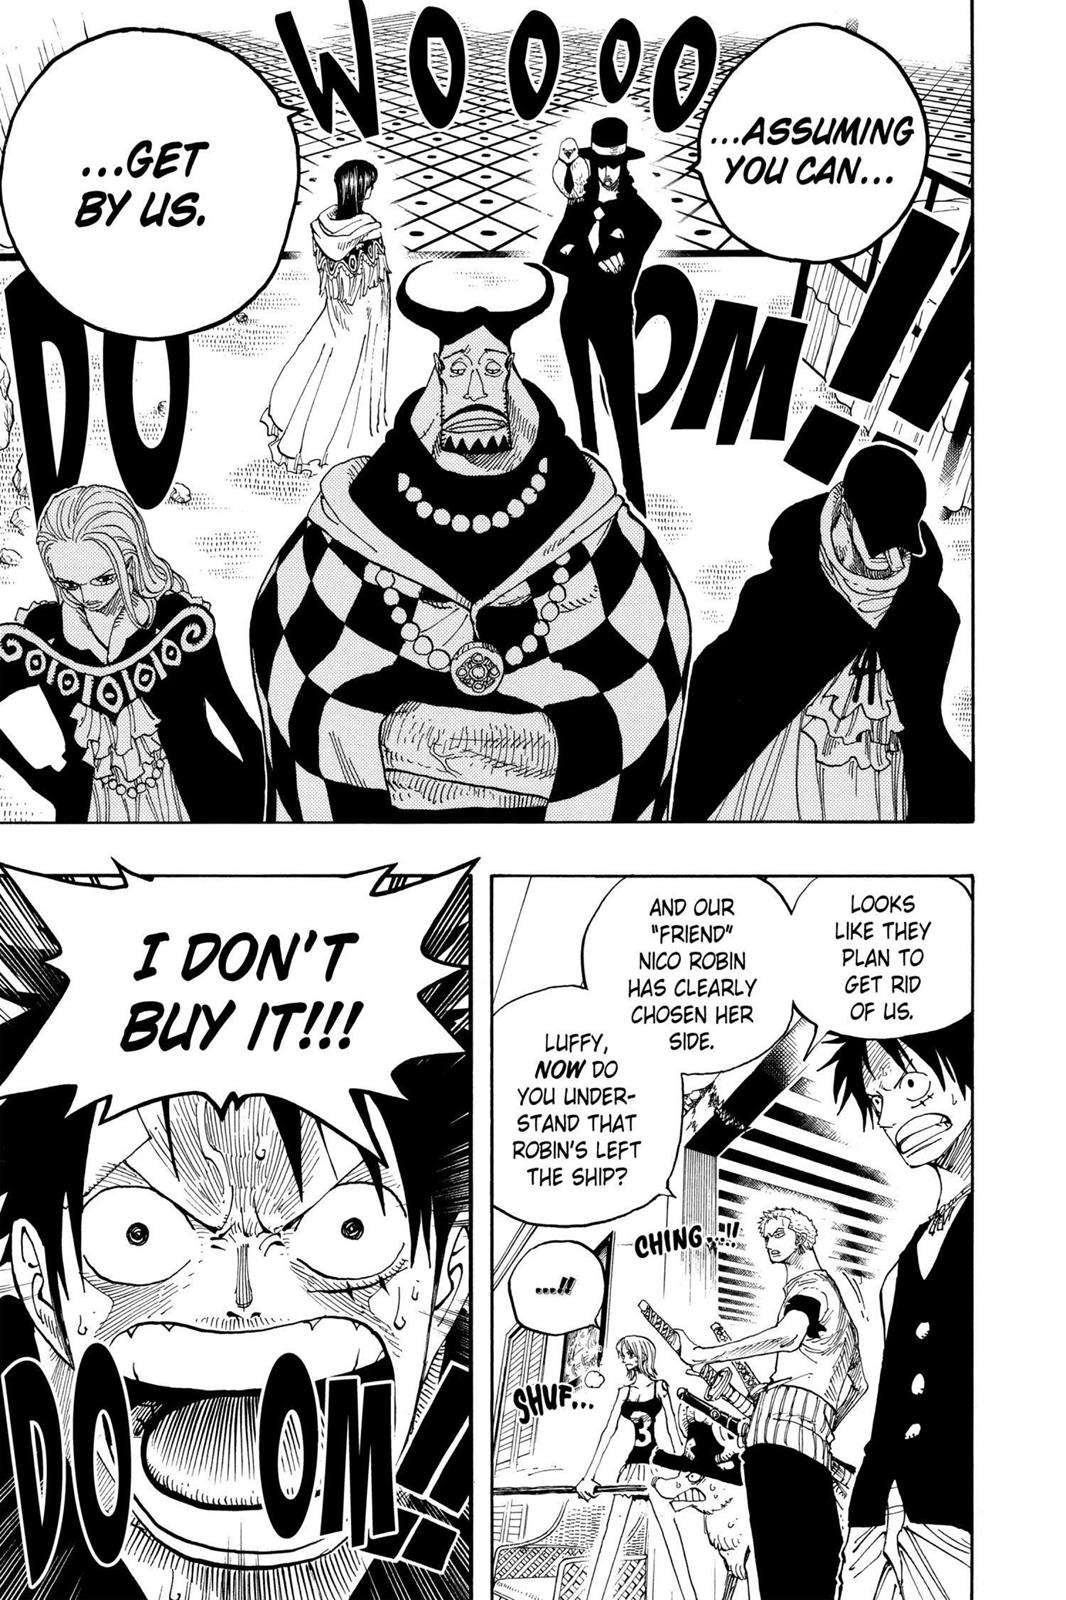 WOOOO
...ASSUMING
YOU CAN...
...GET
BY US.
DO OM!!
LOOKS
LIKE THEY
PLAN TO
GET RID
OF US.
AND OUR
"FRIEND"
NICO ROBIN
HAS CLEARLY
CHOSEN HER
SIDE.
LUFFY,
NOW DO
YOU UNDER-
STAND THAT
ROBIN'S LEFT
THE SHIP?
CHING...!!
...!!
SHUF...
3
I DON'T
BUY IT!!!
DO OM!!